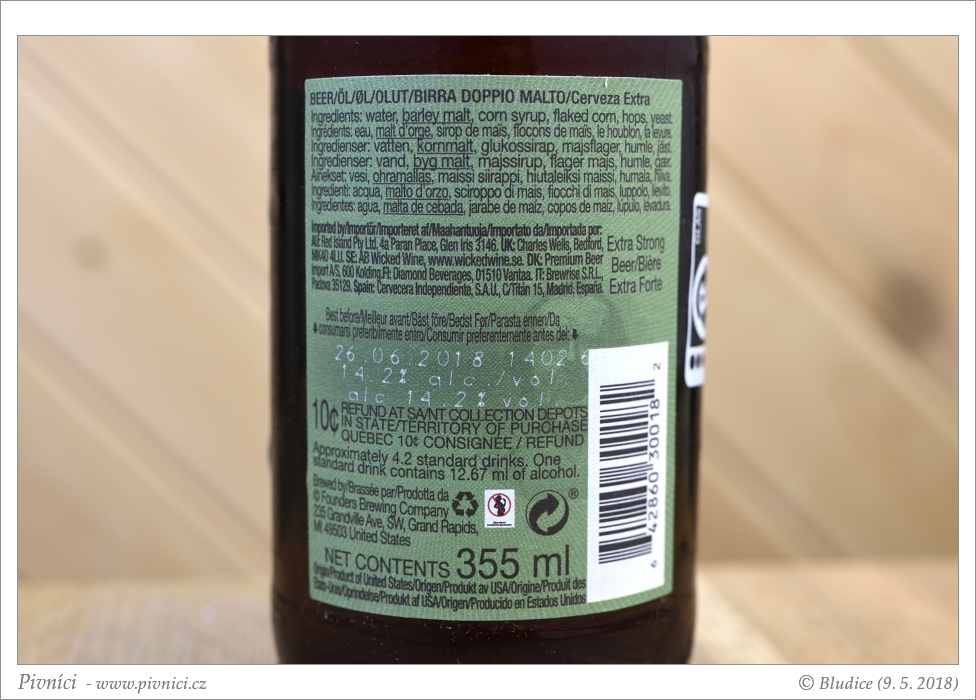 BEER/ÖL/ØL/OLUT/BIRRA DOPPIO MALTO/Cerveza Extra
Ingredients: water, barley malt, corn syrup, flaked corn, hops, yeast.
Ingrédients: eau, malt d'orge, sirop de maïs, flocons de maïs, le houblon, la levure.
Ingredienser: vatten, Kornmalt, glukossirap, majsflager, humle, jäst.
Ingredienser: vand, byg malt, majssirup, flager majs, humle, gær.
Ainekset: vesi, ohramallas, maissi siirappi, hiutaleiksi maissi, humala, hiiva.
Ingredienti: acqua, malto d'orzo, sciroppo di mais, fiocchi di mais, luppolo, lievito.
Ingredientes: agua, malta de cebada, jarabe de maíz, copos de maíz, lúpulo, levadura.
Imported by/Importör/Importeret af/Maahantuoja/Importato da/Importada por:
AU: Red Island Pty Ltd, 4a Paran Place, Glen Iris 3146. UK: Charles Wells, Bedford,
MK40 4LU. SE: AB Wicked Wine, www.wickedwine.se. DK: Premium Beer
Import A/S, 600 Kolding.FI: Diamond Beverages, 01510 Vantaa. IT: Brewrise S.R.L.,
Padova 35129. Spain: Cervecera Independiente, S.A.U., C/Titán 15, Madrid, España.
Extra Strong
Beer/Bière
Extra Forte
Best before/Meilleur avant/Bäst före/Bedst Før/Parasta ennen/Da
consumarsi preferibilmente entro/Consumir preferentemente antes de:
26.06.2018 1402 6
14.2% alc./vol.
alc 14.2% vol.
10¢ REFUND AT SA/NT COLLECTION DEPOTS
IN STATE/TERRITORY OF PURCHASE
QUÉBEC 10¢ CONSIGNÉE / REFUND
Approximately 4.2 standard drinks. One
standard drink contains 12.67 ml of alcohol.
Brewed by/Brassée par/Prodotta da
© Founders Brewing Company
235 Grandville Ave, SW, Grand Rapids,
MI 49503 United States
®
NET CONTENTS 355 ml
Origin/Product of United States/Origen/Produkt av USA/Origine/Produit des
États-Unis/Oprindelse/Produkt af USA/Origen/Producido en Estados Unidos
6 42860 30018 2
Pivníci - www.pivnici.cz
© Bludice (9. 5. 2018)